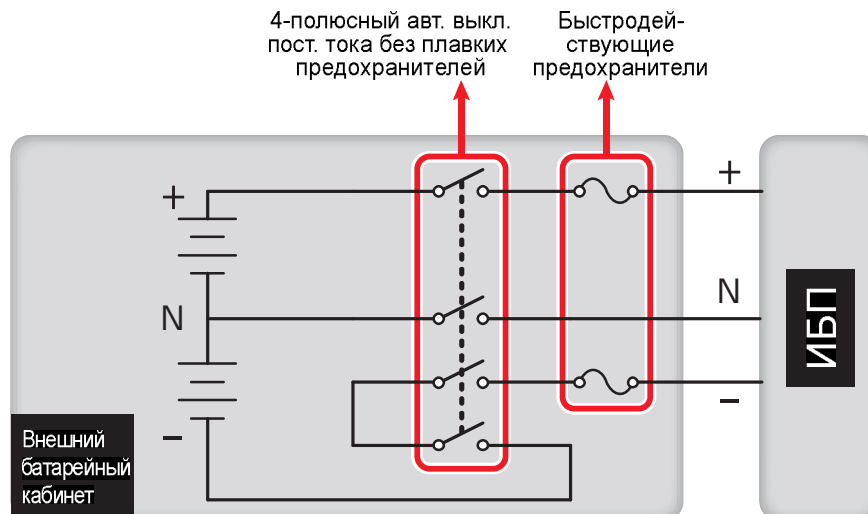 4-полюсный авт. выкл.
пост. тока без плавких
предохранителей
Быстродей-
ствующие
предохранители
+
+
N
N
ИБП
–
–
Внешний
батарейный
кабинет